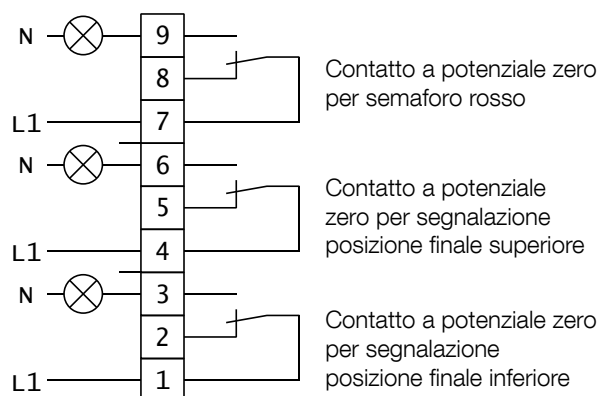 N 9
8
L1 7
Contatto a potenziale zero
per semaforo rosso
N 6
5
L1 4
Contatto a potenziale
zero per segnalazione
posizione finale superiore
N 3
2
L1 1
Contatto a potenziale zero
per segnalazione
posizione finale inferiore